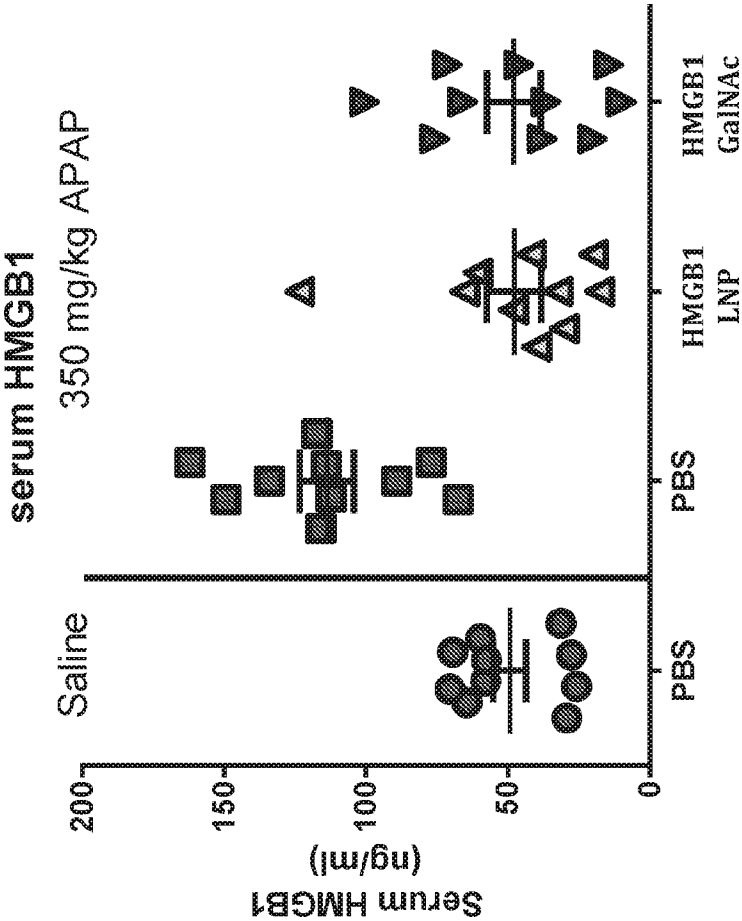 serum HMGB1
Saline
350 mg/kg APAP
Serum HMGB1
(ng/ml)
200
150
100
50
0
PBS
PBS
HMGB1
LNP
HMGB1
GalNAc